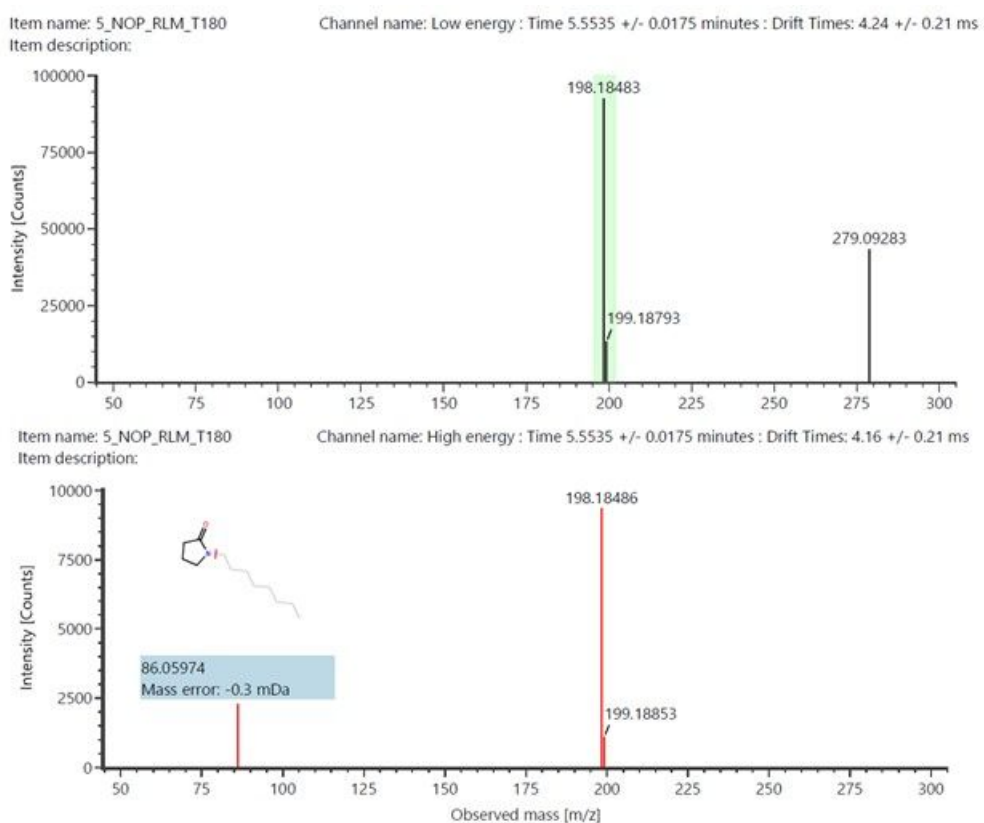 Item name: 5_NOP_RLM_T180 Channel name: Low energy : Time 5.5535 +/- 0.0175 minutes : Drift Times: 4.24 +/- 0.21 ms
Item description:
100000
198.18483
75000
Intensity [Counts]
50000
279.09283
25000
199.18793
0
50 75 100 125 150 175 200 225 250 275 300
Item name: 5_NOP_RLM_T180 Channel name: High energy : Time 5.5535 +/- 0.0175 minutes : Drift Times: 4.16 +/- 0.21 ms
Item description:
10000
198.18486
O
7500
N
Intensity [Counts]
5000
86.05974
Mass error: -0.3 mDa
2500
199.18853
0
50 75 100 125 150 175 200 225 250 275 300
Observed mass [m/z]